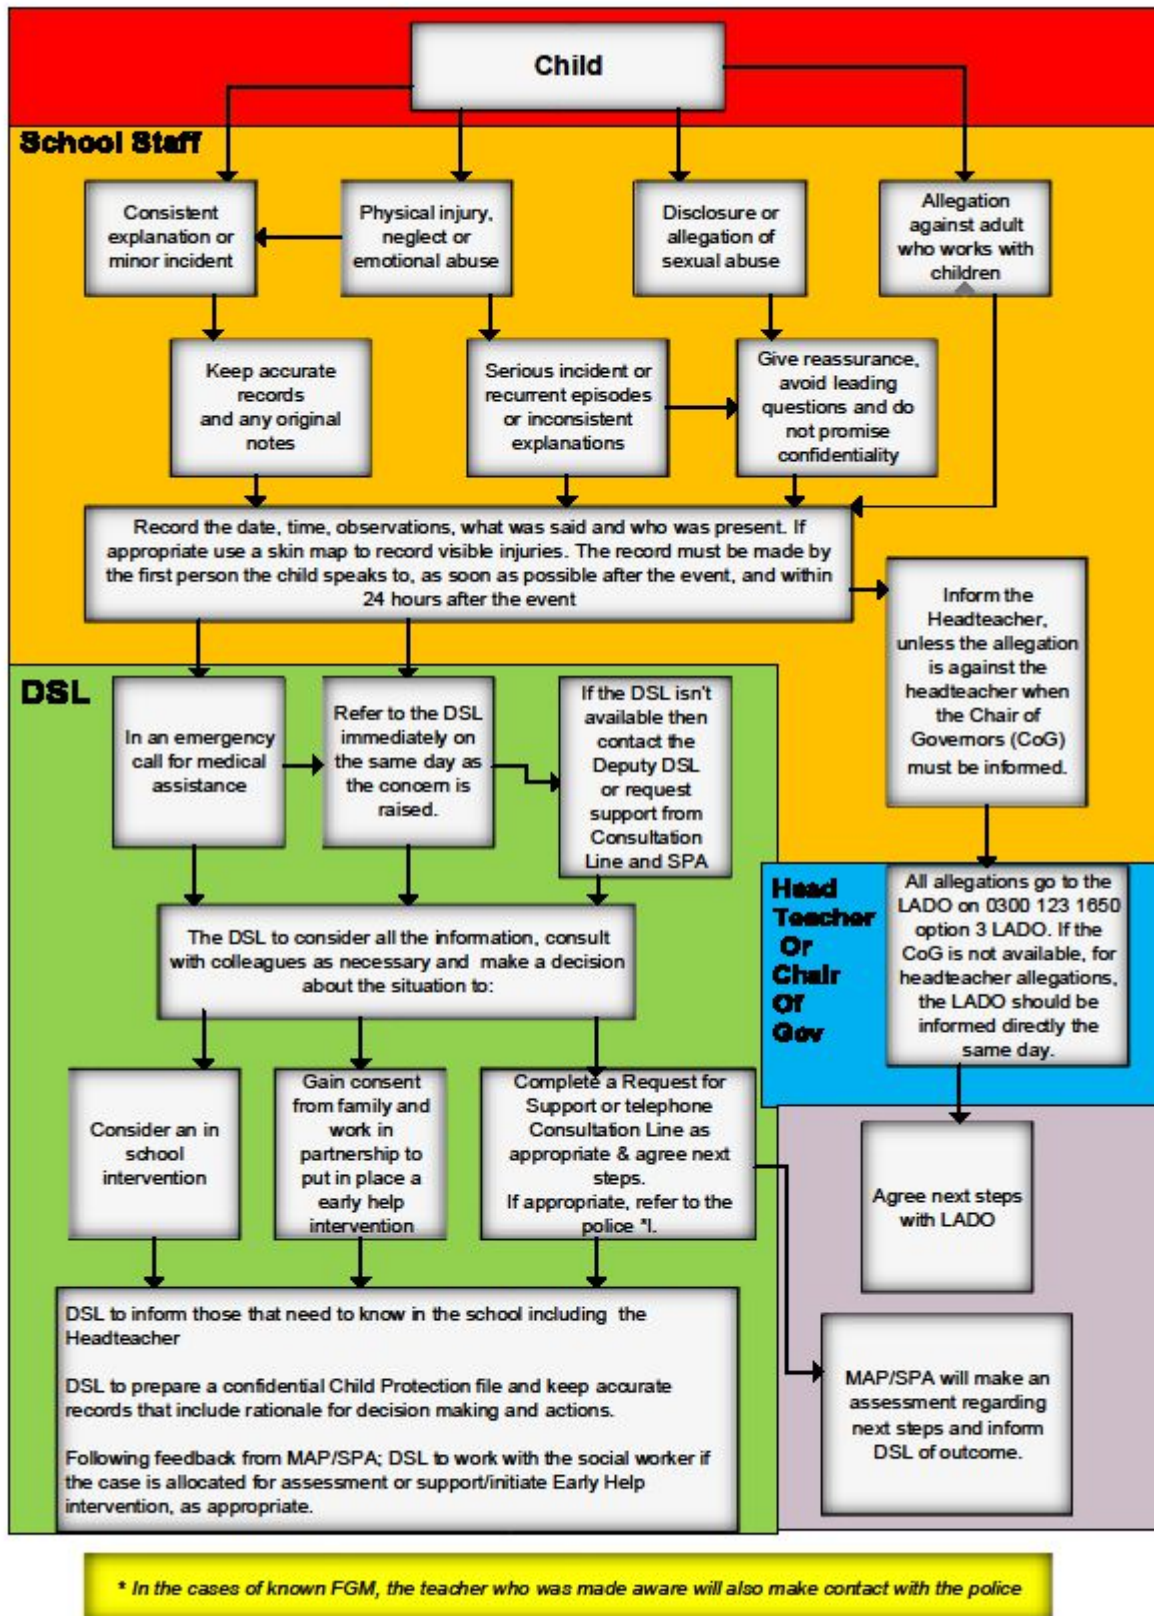 Child
School Staff
Consistent
explanation or
minor incident
Physical injury,
neglect or
emotional abuse
Disclosure or
allegation of
sexual abuse
Allegation
against adult
who works with
children
Keep accurate
records
and any original
notes
Serious incident or
recurrent episodes
or inconsistent
explanations
Give reassurance,
avoid leading
questions and do
not promise
confidentiality
Record the date, time, observations, what was said and who was present. If
appropriate use a skin map to record visible injuries. The record must be made by
the first person the child speaks to, as soon as possible after the event, and within
24 hours after the event
Inform the
Headteacher,
unless the allegation
is against the
headteacher when
the Chair of
Governors (CoG)
must be informed.
DSL
In an emergency
call for medical
assistance
Refer to the DSL
immediately on
the same day as
the concern is
raised.
If the DSL isn't
available then
contact the
Deputy DSL
or request
support from
Consultation
Line and SPA
Head
Teacher
Or
Chair
Of
Gov
All allegations go to the
LADO on 0300 123 1650
option 3 LADO. If the
CoG is not available, for
headteacher allegations,
the LADO should be
informed directly the
same day.
The DSL to consider all the information, consult
with colleagues as necessary and make a decision
about the situation to:
Consider an in
school
intervention
Gain consent
from family and
work in
partnership to
put in place a
early help
intervention
Complete a Request for
Support or telephone
Consultation Line as
appropriate & agree next
steps.
If appropriate, refer to the
police *I.
Agree next steps
with LADO
DSL to inform those that need to know in the school including the
Headteacher
DSL to prepare a confidential Child Protection file and keep accurate
records that include rationale for decision making and actions.
Following feedback from MAP/SPA; DSL to work with the social worker if
the case is allocated for assessment or support/initiate Early Help
intervention, as appropriate.
MAP/SPA will make an
assessment regarding
next steps and inform
DSL of outcome.
* In the cases of known FGM, the teacher who was made aware will also make contact with the police